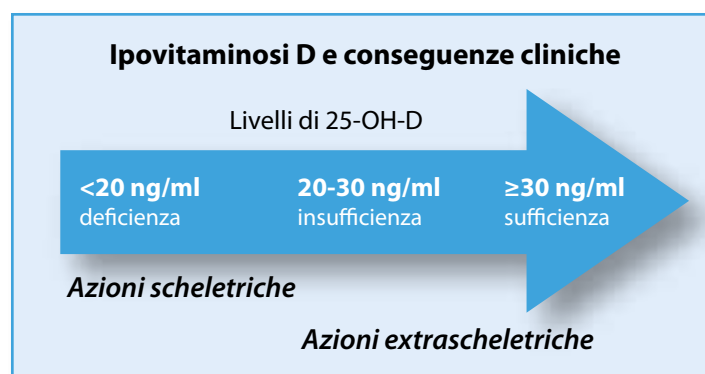 Ipovitaminosi D e conseguenze cliniche
Livelli di 25-OH-D
<20 ng/ml 20-30 ng/ml ≥30 ng/ml
deficienza insufficienza sufficienza
Azioni scheletriche
Azioni extrascheletriche